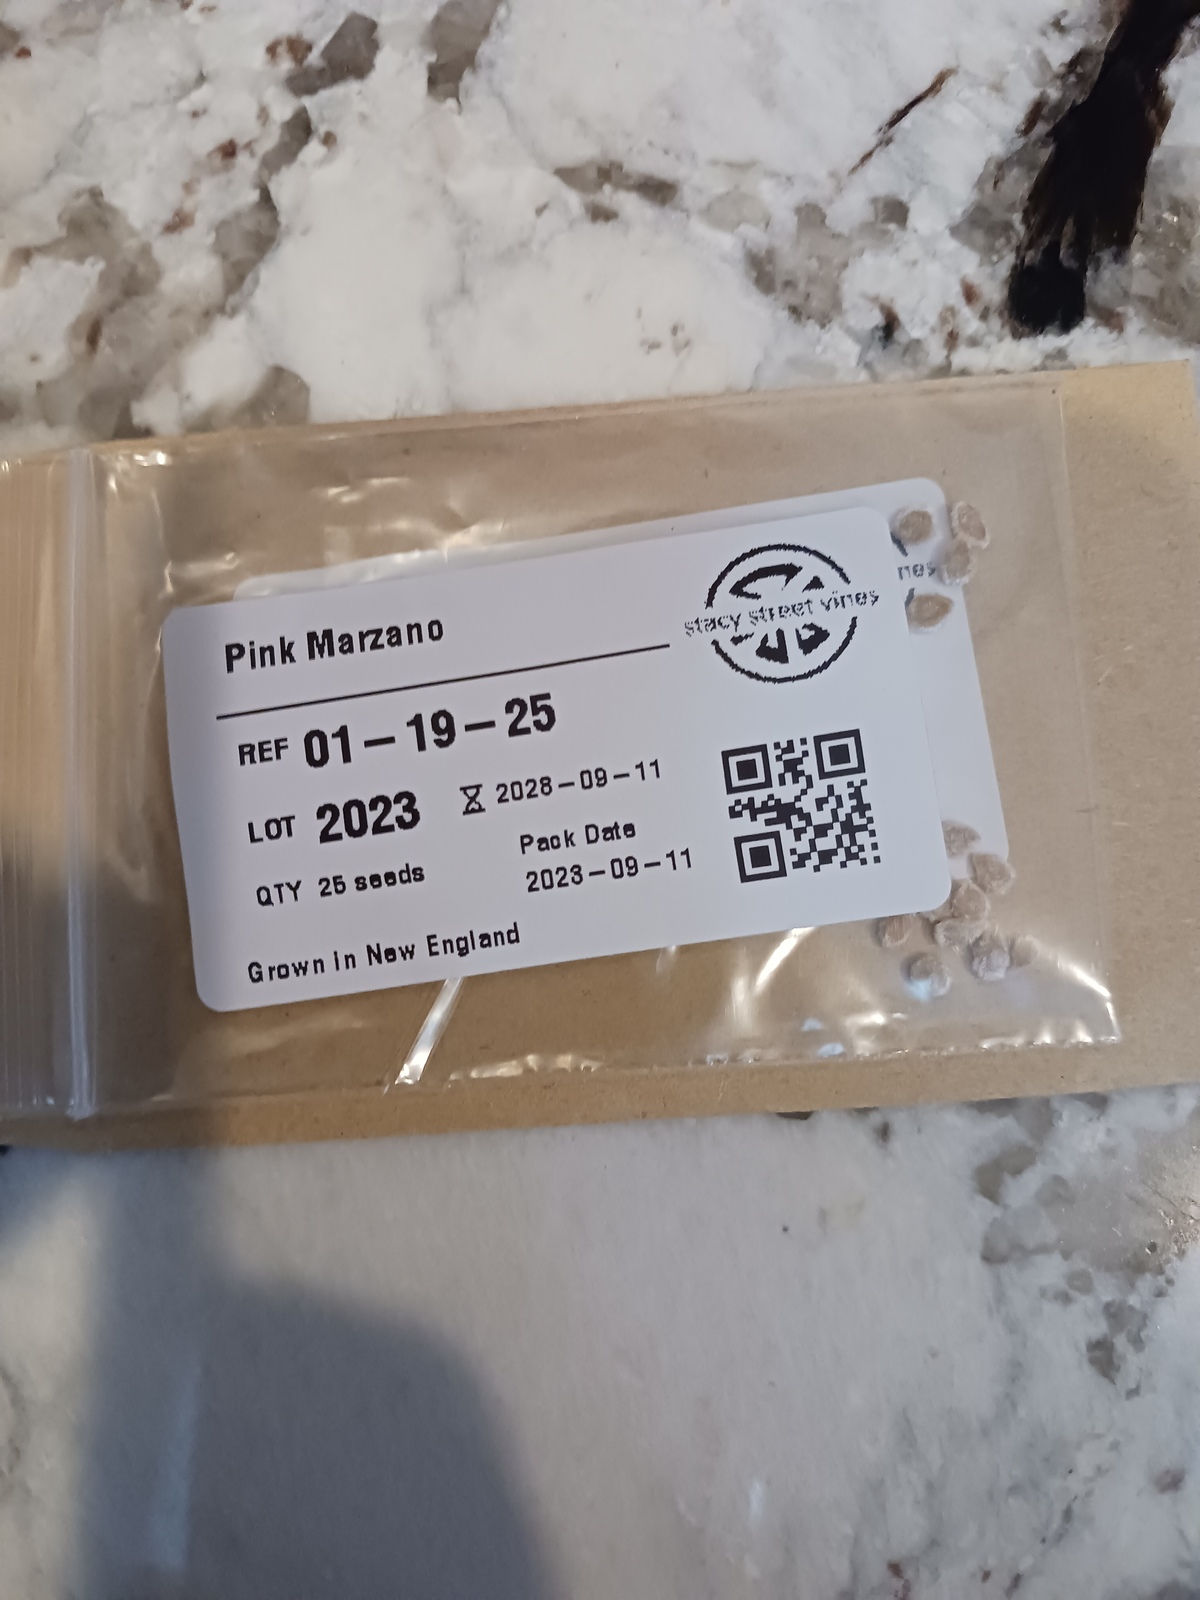 Pink Marzano
stacy street vines
nes
REF 01-19-25
LOT 2023
2028-09-11
Pack Date
2023-09-11
QTY 25 seeds
Grown in New England